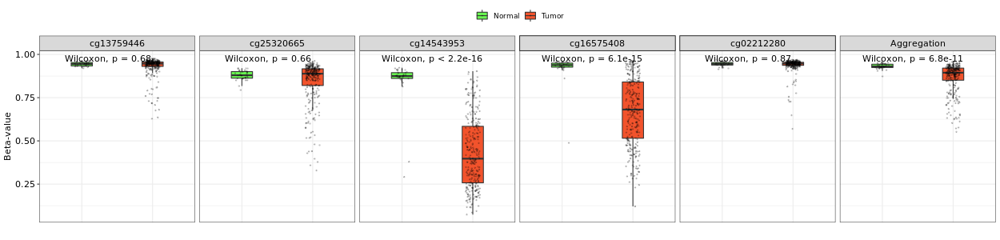 Normal Tumor
cg13759446 cg25320665 cg14543953 cg16575408 cg02212280 Aggregation
Wilcoxon, p = 0.68 Wilcoxon, p = 0.66 Wilcoxon, p < 2.2e-16 Wilcoxon, p = 6.1e-15 Wilcoxon, p = 0.87 Wilcoxon, p = 6.8e-11
1.00
0.75
0.50
0.25
Beta-value